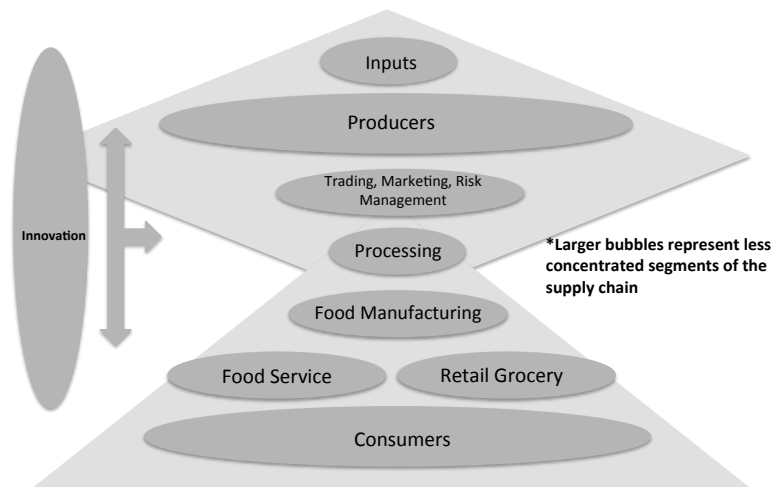 Inputs
Producers
Trading, Marketing, Risk
Management
Innovation
Processing
*Larger bubbles represent less
concentrated segments of the
supply chain
Food Manufacturing
Food Service
Retail Grocery
Consumers